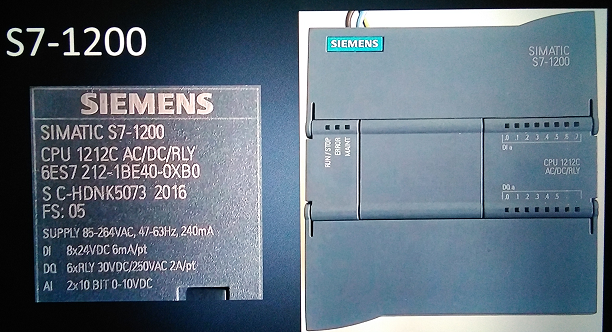 S7-1200
SIEMENS
SIMATIC S7-1200
CPU 1212C AC/DC/RLY
6ES7 212-1BE40-0XB0
S C-HDNK5073 2016
FS: 05
SUPPLY 85-264VAC, 47-63Hz, 240mA
DI 8x24VDC 6mA/pt
DQ 6xRLY 30VDC/250VAC 2A/pt
AI 2x10 BIT 0-10VDC
SIEMENS
SIMATIC
S7-1200
RUN / STOP
ERROR
MAINT
.0 .1 .2 .3 .4 .5 .6 .7
DI a
CPU 1212C
AC/DC/RLY
DQ a
.0 .1 .2 .3 .4 .5